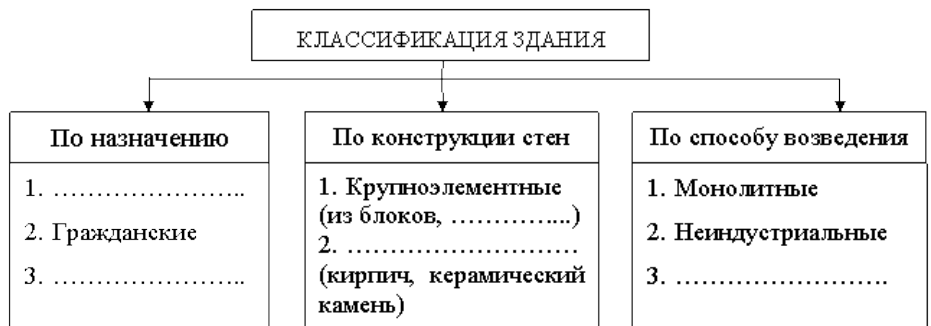 КЛАССИФИКАЦИЯ ЗДАНИЯ
По назначению
1. …………………..
2. Гражданские
3. …………………..
По конструкции стен
1. Крупноэлементные
(из блоков, …………....)
2. ………………………
(кирпич, керамический
камень)
По способу возведения
1. Монолитные
2. Неиндустриальные
3. …………………….